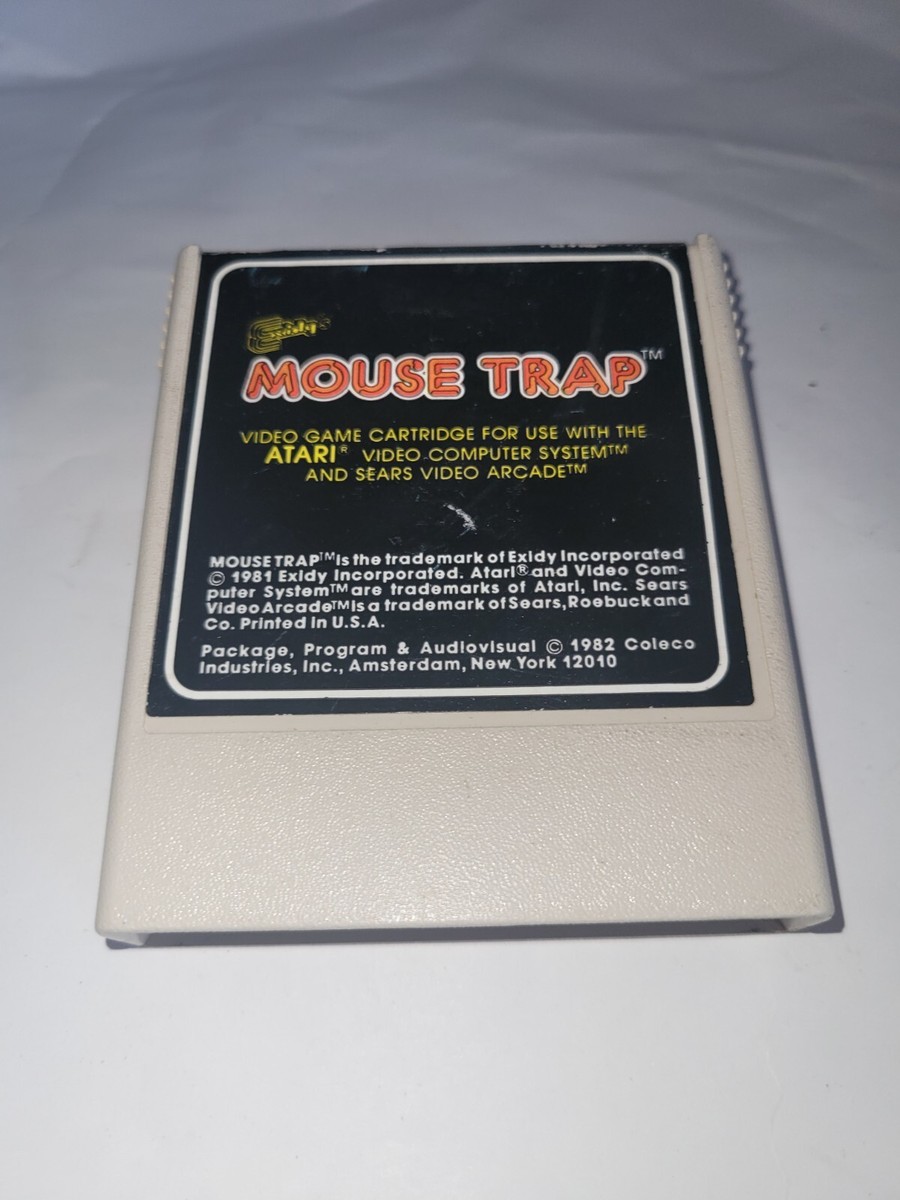 Exidy's
MOUSE TRAP™
VIDEO GAME CARTRIDGE FOR USE WITH THE
ATARI® VIDEO COMPUTER SYSTEM™
AND SEARS VIDEO ARCADE™
MOUSE TRAP™ is the trademark of Exidy Incorporated
© 1981 Exidy Incorporated. Atari® and Video Com-
puter System™ are trademarks of Atari, Inc. Sears
Video Arcade™ is a trademark of Sears, Roebuck and
Co. Printed in U.S.A.
Package, Program & Audiovisual © 1982 Coleco
Industries, Inc., Amsterdam, New York 12010